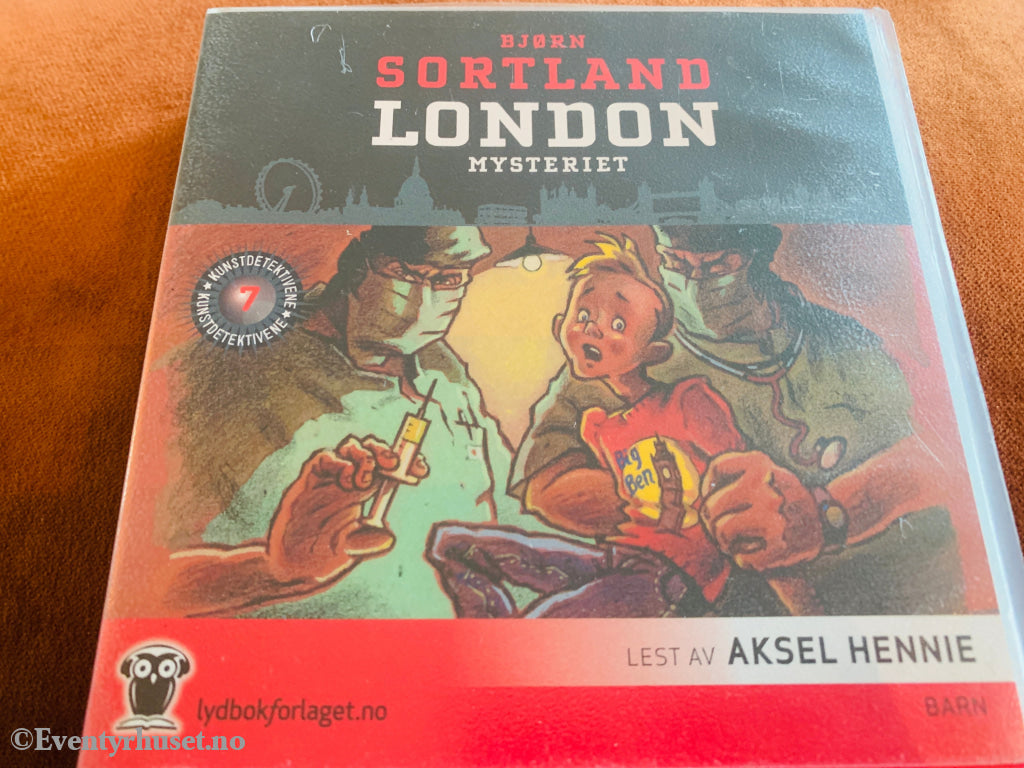 BJØRN
SORTLAND
LONDON
MYSTERIET
★ KUNSTDETEKTIVENE ★
KUNSTDETEKTIVENE
7
Big
Ben
LEST AV AKSEL HENNIE
lydbokforlaget.no
BARN
©Eventyrhuset.no